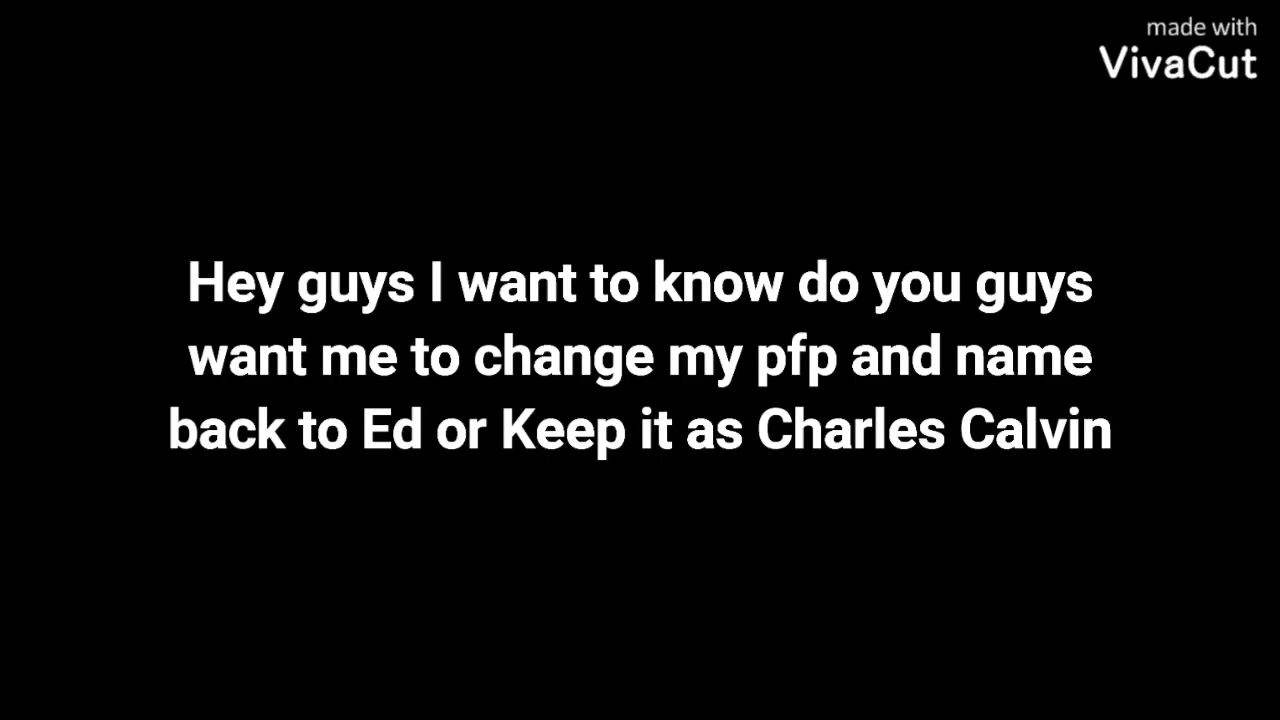 made with
VivaCut
Hey guys I want to know do you guys
want me to change my pfp and name
back to Ed or Keep it as Charles Calvin